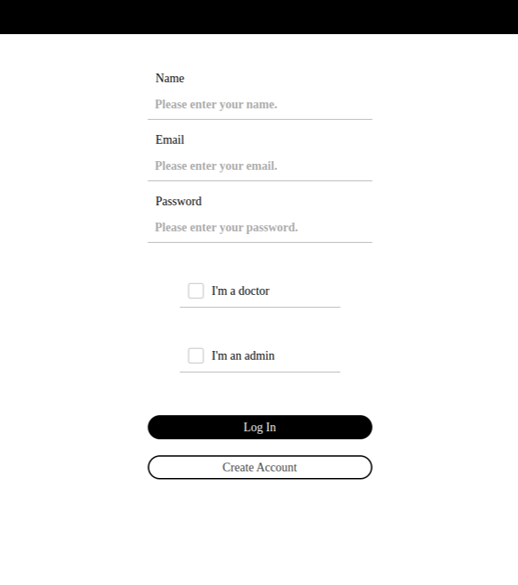 Name
Please enter your name.
Email
Please enter your email.
Password
Please enter your password.
I'm a doctor
I'm an admin
Log In
Create Account